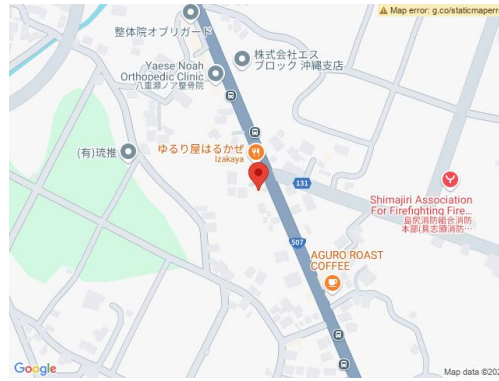 Map error: g.co/staticmaperr
整体院オブリガード
株式会社エス
ブロック 沖縄支店
Yaese Noah
Orthopedic Clinic
八重瀬ノア整骨院
(有)琉推
ゆるり屋はるかぜ
Izakaya
131
Shimajiri Association
For Firefighting Fire...
島尻消防組合消防
本部(具志頭消防…
507
AGURO ROAST
COFFEE
Google
Map data ©202